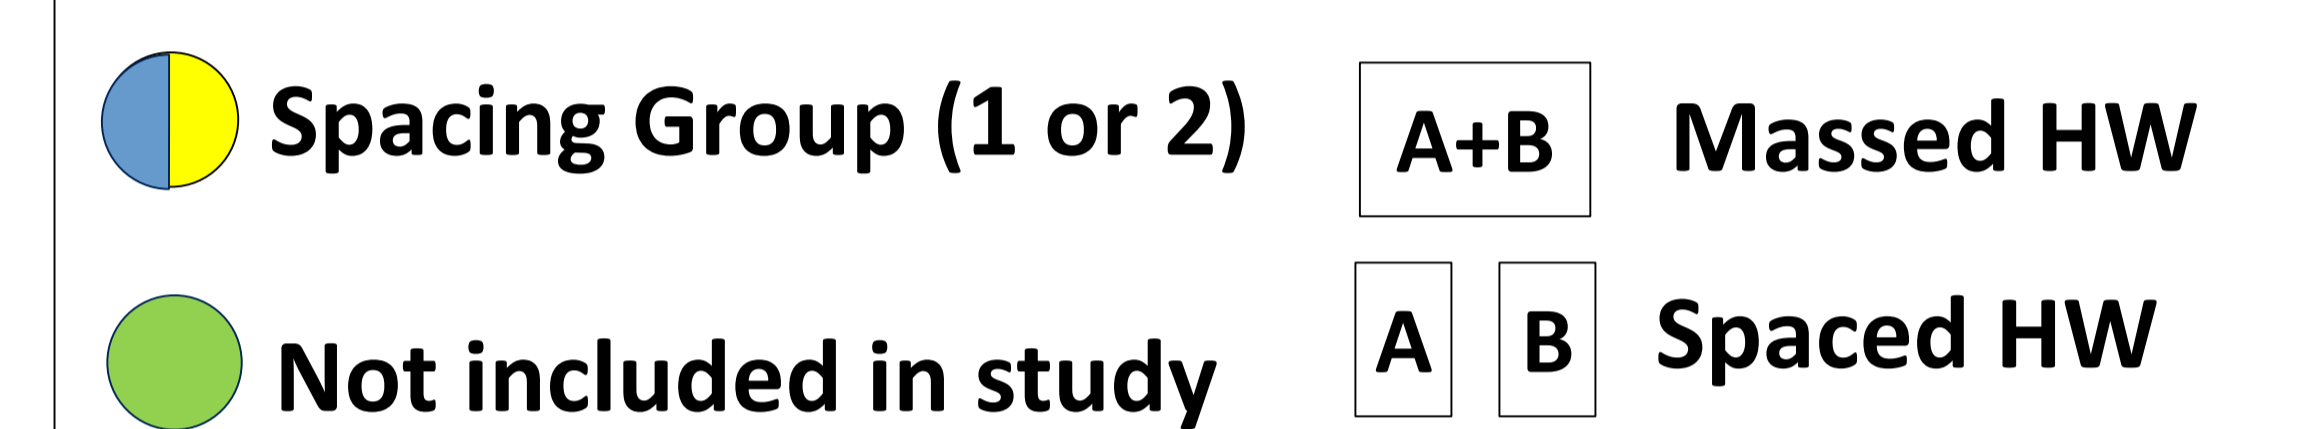 Spacing Group (1 or 2)
A+B Massed HW
Not included in study
A B Spaced HW